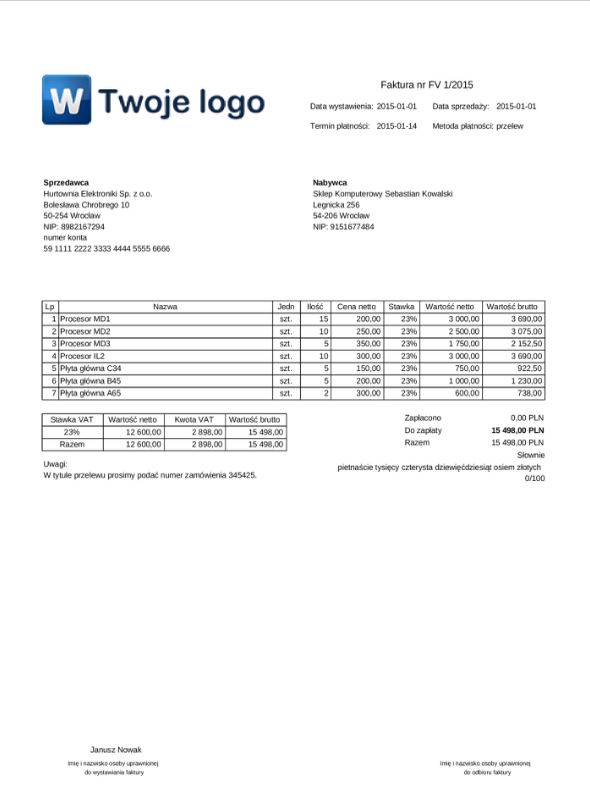 W Twoje logo
Faktura nr FV 1/2015
Data wystawienia: 2015-01-01 Data sprzedaży: 2015-01-01
Termin płatności: 2015-01-14 Metoda płatności: przelew
Sprzedawca
Hurtownia Elektroniki Sp. z o.o.
Bolesława Chrobrego 10
50-254 Wrocław
NIP: 8982167294
numer konta
59 1111 2222 3333 4444 5555 6666
Nabywca
Sklep Komputerowy Sebastian Kowalski
Legnicka 256
54-206 Wrocław
NIP: 9151677484
Lp Nazwa Jedn Ilość Cena netto Stawka Wartość netto Wartość brutto
1 Procesor MD1 szt. 15 200,00 23% 3 000,00 3 690,00
2 Procesor MD2 szt. 10 250,00 23% 2 500,00 3 075,00
3 Procesor MD3 szt. 5 350,00 23% 1 750,00 2 152,50
4 Procesor IL2 szt. 10 300,00 23% 3 000,00 3 690,00
5 Płyta główna C34 szt. 5 150,00 23% 750,00 922,50
6 Płyta główna B45 szt. 5 200,00 23% 1 000,00 1 230,00
7 Płyta główna A65 szt. 2 300,00 23% 600,00 738,00
Stawka VAT Wartość netto Kwota VAT Wartość brutto
23% 12 600,00 2 898,00 15 498,00
Razem 12 600,00 2 898,00 15 498,00
Zapłacono 0,00 PLN
Do zapłaty 15 498,00 PLN
Razem 15 498,00 PLN
Słownie
piętnaście tysięcy czterysta dziewięćdziesiąt osiem złotych
0/100
Uwagi:
W tytule przelewu prosimy podać numer zamówienia 345425.
Janusz Nowak
Imię i nazwisko osoby uprawnionej
do wystawiania faktury
Imię i nazwisko osoby uprawnionej
do odbioru faktury